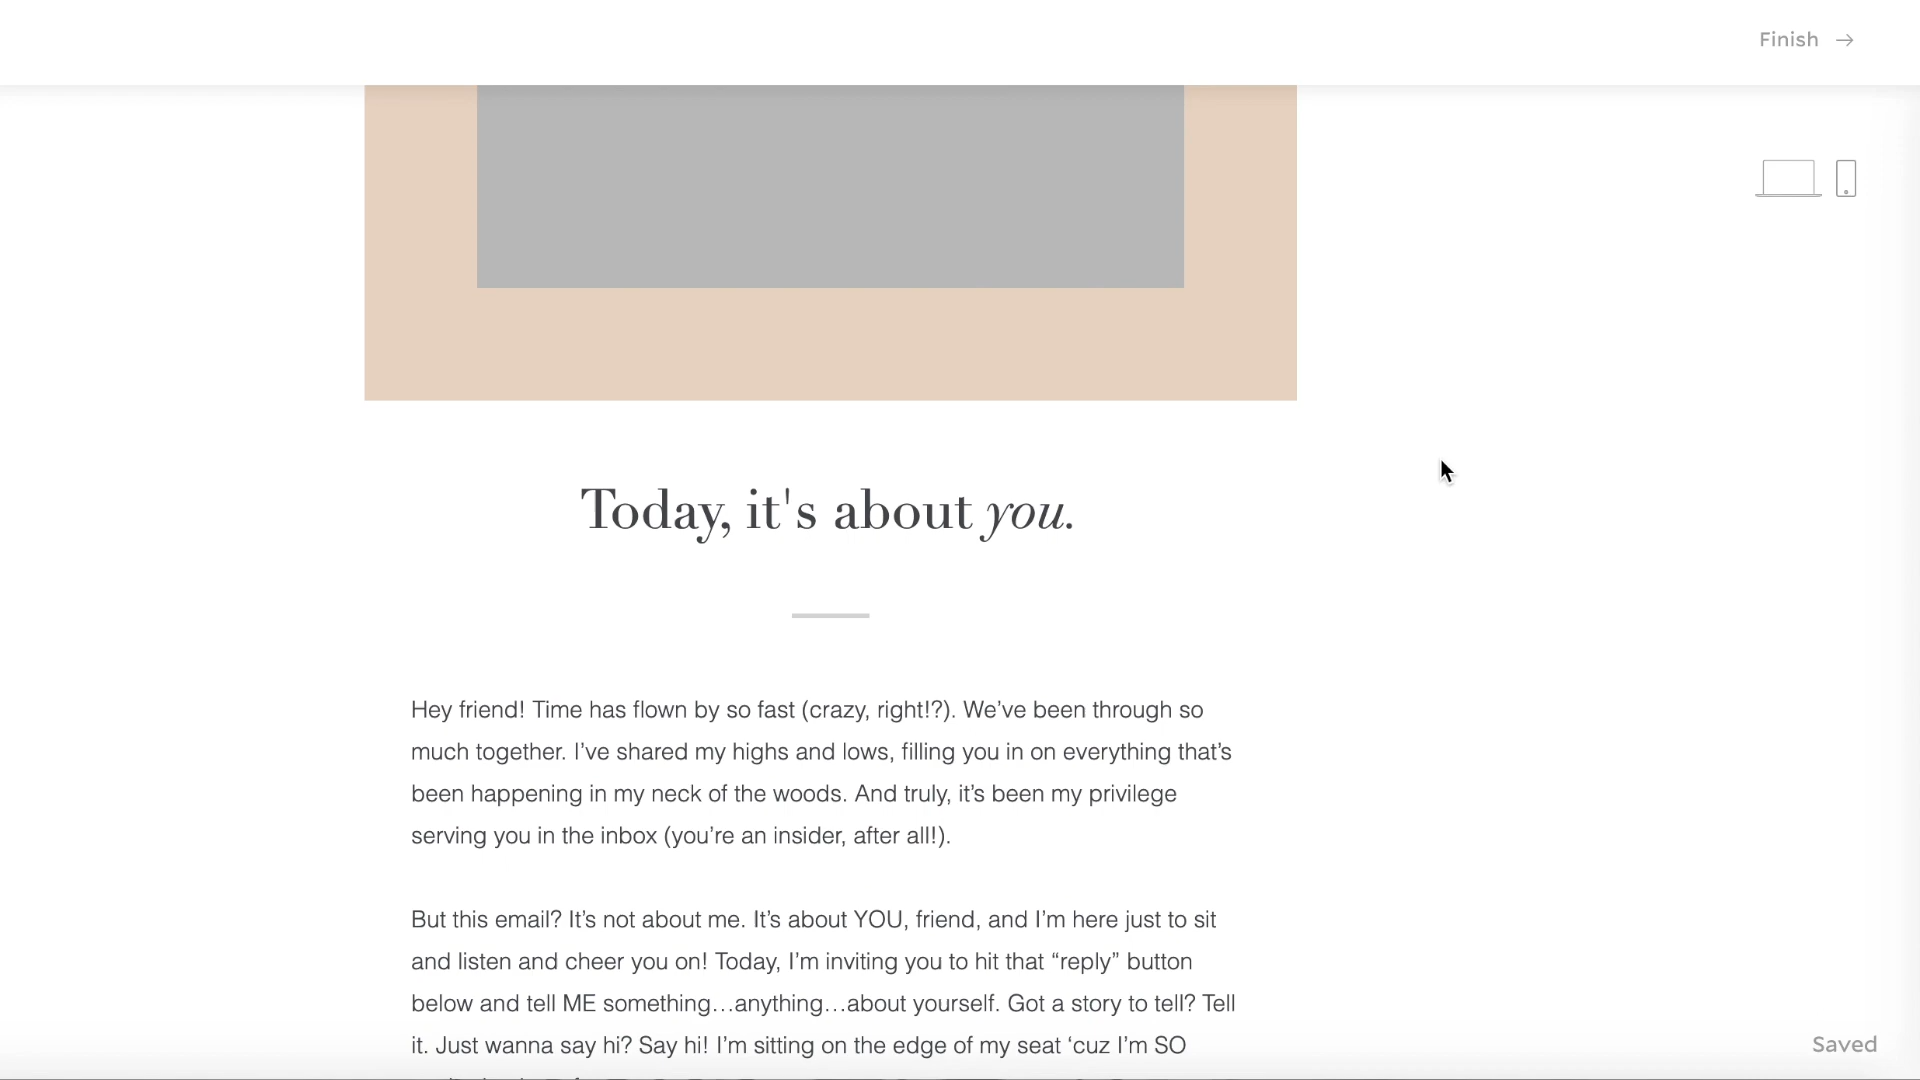 Finish →
Today, it's about you.
Hey friend! Time has flown by so fast (crazy, right!?). We’ve been through so
much together. I’ve shared my highs and lows, filling you in on everything that’s
been happening in my neck of the woods. And truly, it’s been my privilege
serving you in the inbox (you’re an insider, after all!).
But this email? It’s not about me. It’s about YOU, friend, and I’m here just to sit
and listen and cheer you on! Today, I’m inviting you to hit that “reply” button
below and tell ME something…anything…about yourself. Got a story to tell? Tell
it. Just wanna say hi? Say hi! I’m sitting on the edge of my seat ‘cuz I’m SO
Saved